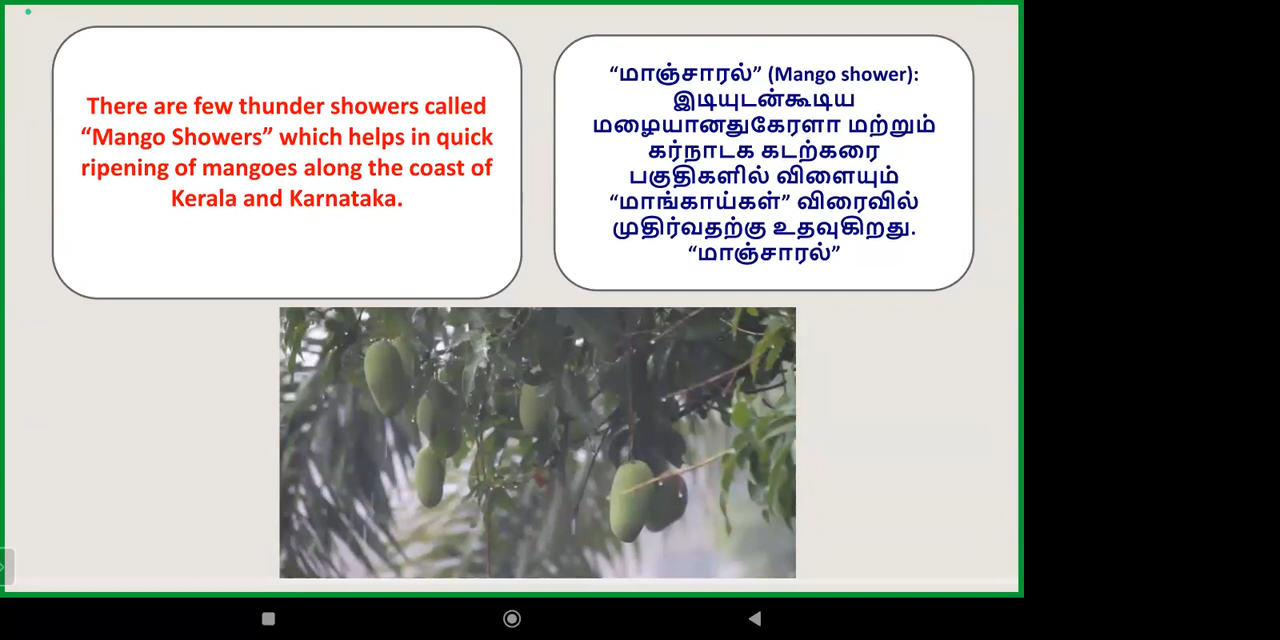 There are few thunder showers called
“Mango Showers” which helps in quick
ripening of mangoes along the coast of
Kerala and Karnataka.
“மாஞ்சாரல்” (Mango shower):
இடியுடன்கூடிய
மழையானதுகேரளா மற்றும்
கர்நாடக கடற்கரை
பகுதிகளில் விளையும்
“மாங்காய்கள்” விரைவில்
முதிர்வதற்கு உதவுகிறது.
“மாஞ்சாரல்”